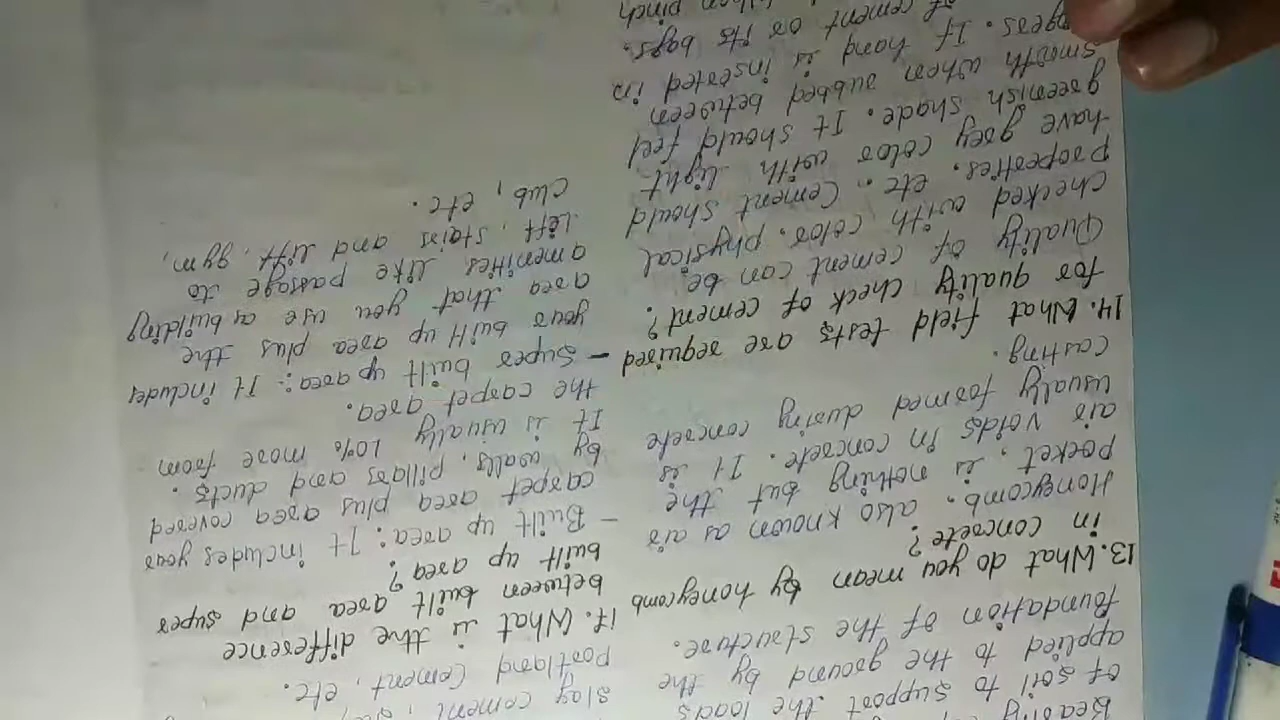 Bearing
of soil to support the loads
applied to the ground by the
foundation of the structure.
13. What do you mean by honeycomb
in concrete?
Honeycomb, also known as air
pocket, is nothing but the
air voids in concrete. It is
usually formed during concrete
casting.
14. What field tests are required
for quality check of cement?
Quality of cement can be
checked with color, physical
properties, etc. Cement should
have grey color with light
greenish shade. It should feel
smooth when rubbed between
If hand is inserted in
of cement or its bags.
pinch
slag cement,
Portland Cement, etc.
17. What is the difference
between built area and super
built up area?
- Built up area: It includes your
carpet area plus area covered
by walls, pillars and ducts.
It is usually 10% more from
the carpet area.
- Super built up area:- It includes
your built up area plus the
area that you use as building
amenities like passage to
Lift, stairs and lift, gym,
club, etc.